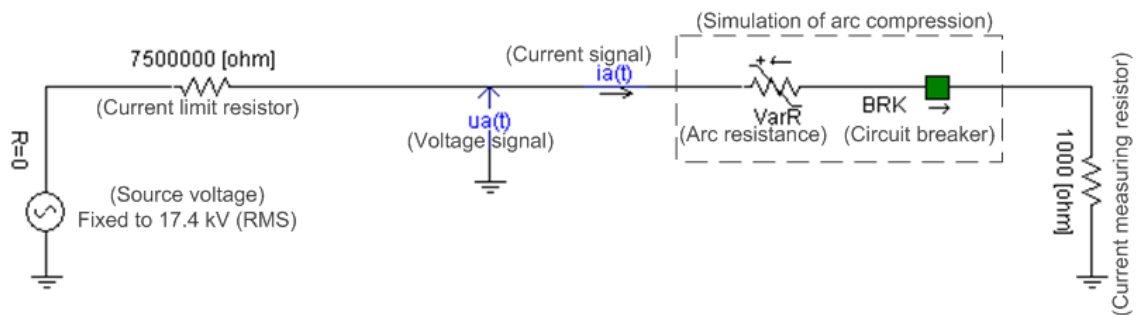 (Simulation of arc compression)
7500000 [ohm]
(Current signal)
ia(t)
(Current limit resistor)
ua(t)
(Voltage signal)
+
VarR
(Arc resistance)
BRK
(Circuit breaker)
R=0
(Source voltage)
Fixed to 17.4 kV (RMS)
1000 [ohm]
(Current measuring resistor)